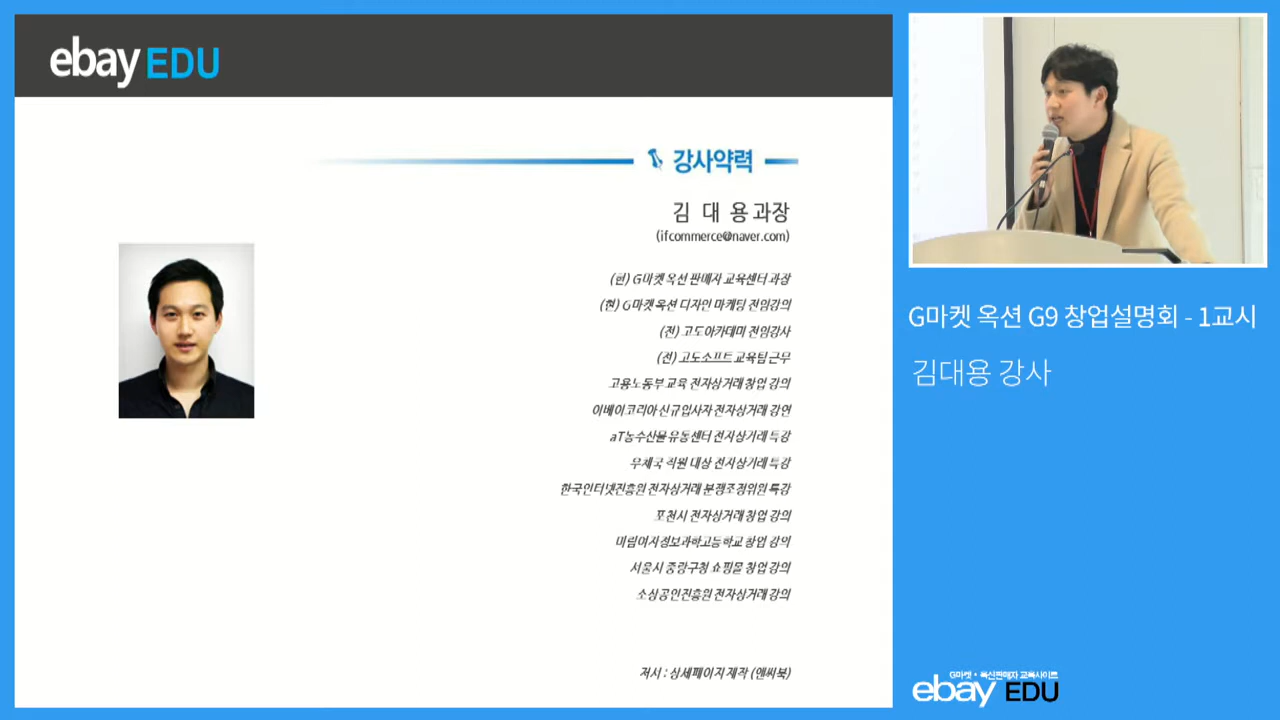 ebay EDU
강사약력
김 대 용 과장
(ifcommerce@naver.com)
(현) G마켓 옥션 판매자 교육센터 과장
(현) G마켓 옥션 디자인 마케팅 전임강의
(전) 고도아카데미 전임강사
(전) 고도소프트 교육팀 근무
고용노동부 교육 전자상거래 창업 강의
이베이코리아 신규입사자 전자상거래 강연
aT농수산물 유통센터 전자상거래 특강
우체국 직원 대상 전자상거래 특강
한국인터넷진흥원 전자상거래 분쟁조정위원 특강
포천시 전자상거래 창업 강의
미림여자정보과학고등학교 창업 강의
서울시 중랑구청 쇼핑몰 창업 강의
소상공인진흥원 전자상거래 강의
저서 : 상세페이지 제작 (앤써북)
G마켓 옥션 G9 창업설명회 - 1교시
김대용 강사
G마켓 • 옥션판매자 교육사이트
ebay EDU